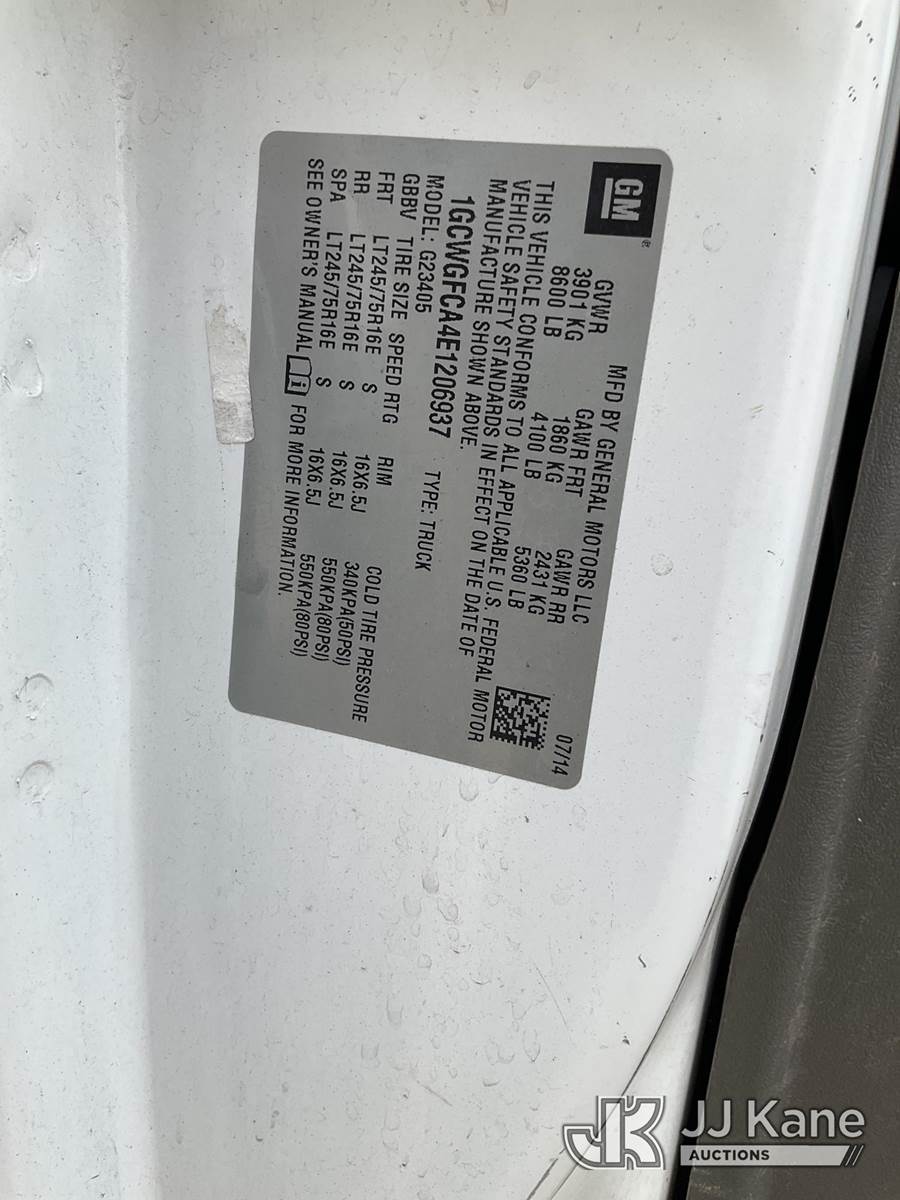 GM
®
MFD BY GENERAL MOTORS LLC
07/14
GVWR GAWR FRT GAWR RR
3901 KG 1860 KG 2431 KG
8600 LB 4100 LB 5360 LB
THIS VEHICLE CONFORMS TO ALL APPLICABLE U.S. FEDERAL MOTOR
VEHICLE SAFETY STANDARDS IN EFFECT ON THE DATE OF
MANUFACTURE SHOWN ABOVE.
1GCWGFCA4E1206937 TYPE: TRUCK
MODEL: G23405
GBBV TIRE SIZE SPEED RTG RIM COLD TIRE PRESSURE
FRT LT245/75R16E S 16X6.5J 340KPA(50PSI)
RR LT245/75R16E S 16X6.5J 550KPA(80PSI)
SPA LT245/75R16E S 16X6.5J 550KPA(80PSI)
SEE OWNER'S MANUAL FOR MORE INFORMATION.
JK JJ Kane
AUCTIONS